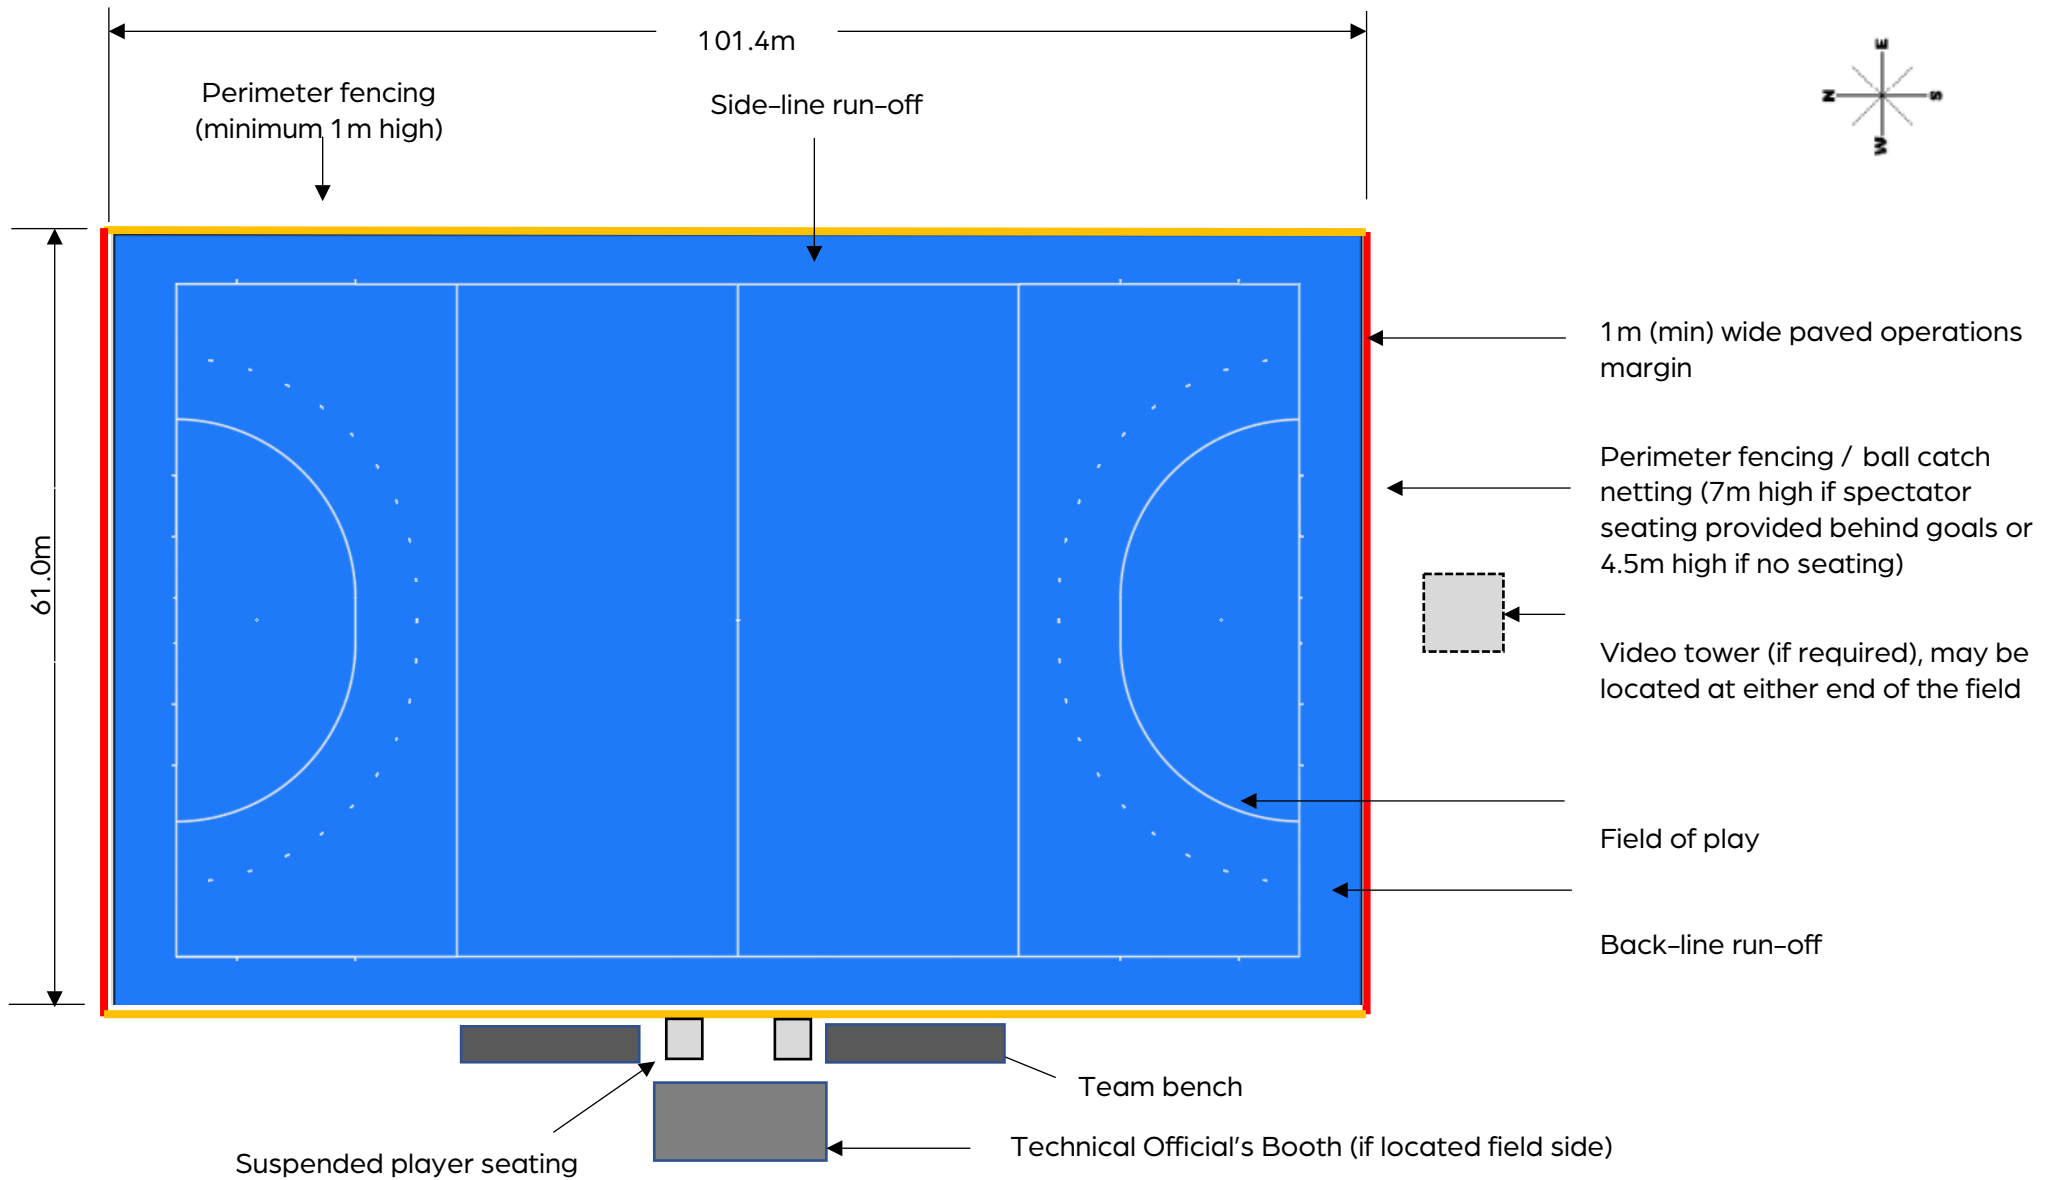 101.4m
E
N
S
W
Perimeter fencing
(minimum 1m high)
Side-line run-off
61.0m
1m (min) wide paved operations
margin
Perimeter fencing / ball catch
netting (7m high if spectator
seating provided behind goals or
4.5m high if no seating)
Video tower (if required), may be
located at either end of the field
Field of play
Back-line run-off
Team bench
Technical Official's Booth (if located field side)
Suspended player seating